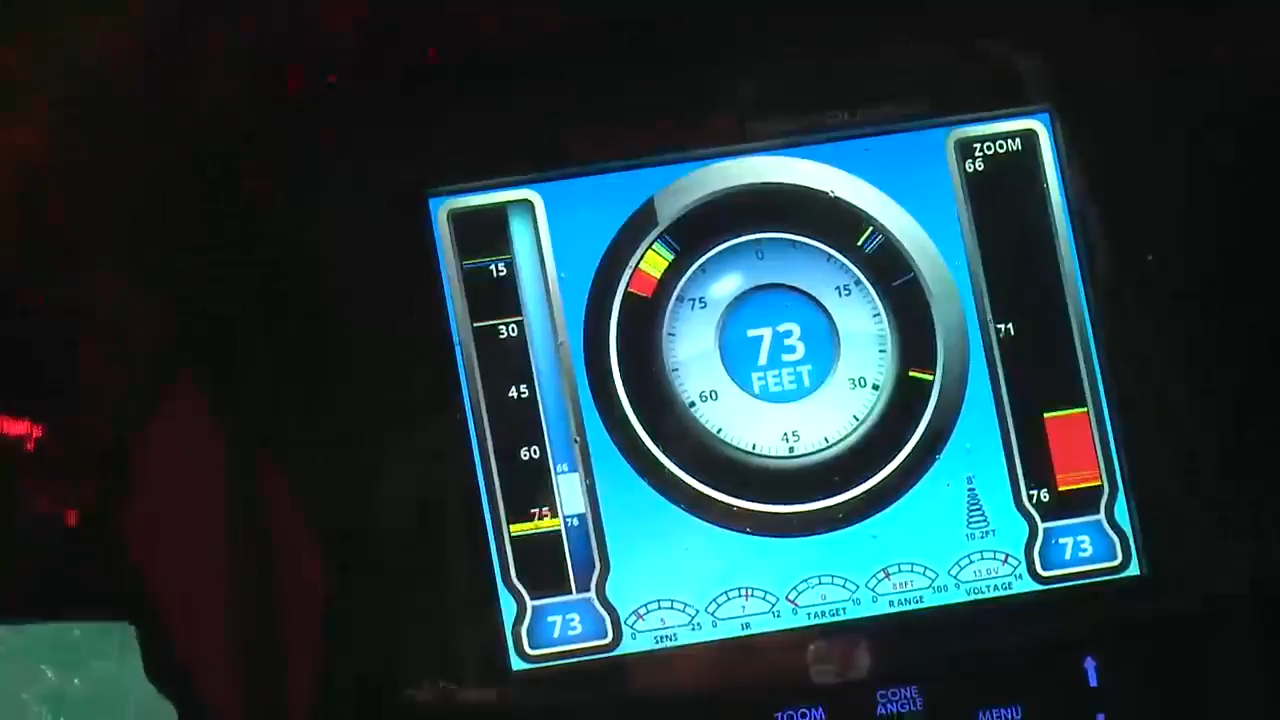 15
30
45
60
75
66
76
73
0
15
30
45
60
75
73
FEET
ZOOM
66
71
76
73
8°
10.2FT
0 5 25
SENS
0 7 12
IR
0 0 10
TARGET
0 88FT 300
RANGE
9 13.0V 14
VOLTAGE
ZOOM
CONE
ANGLE
MENU